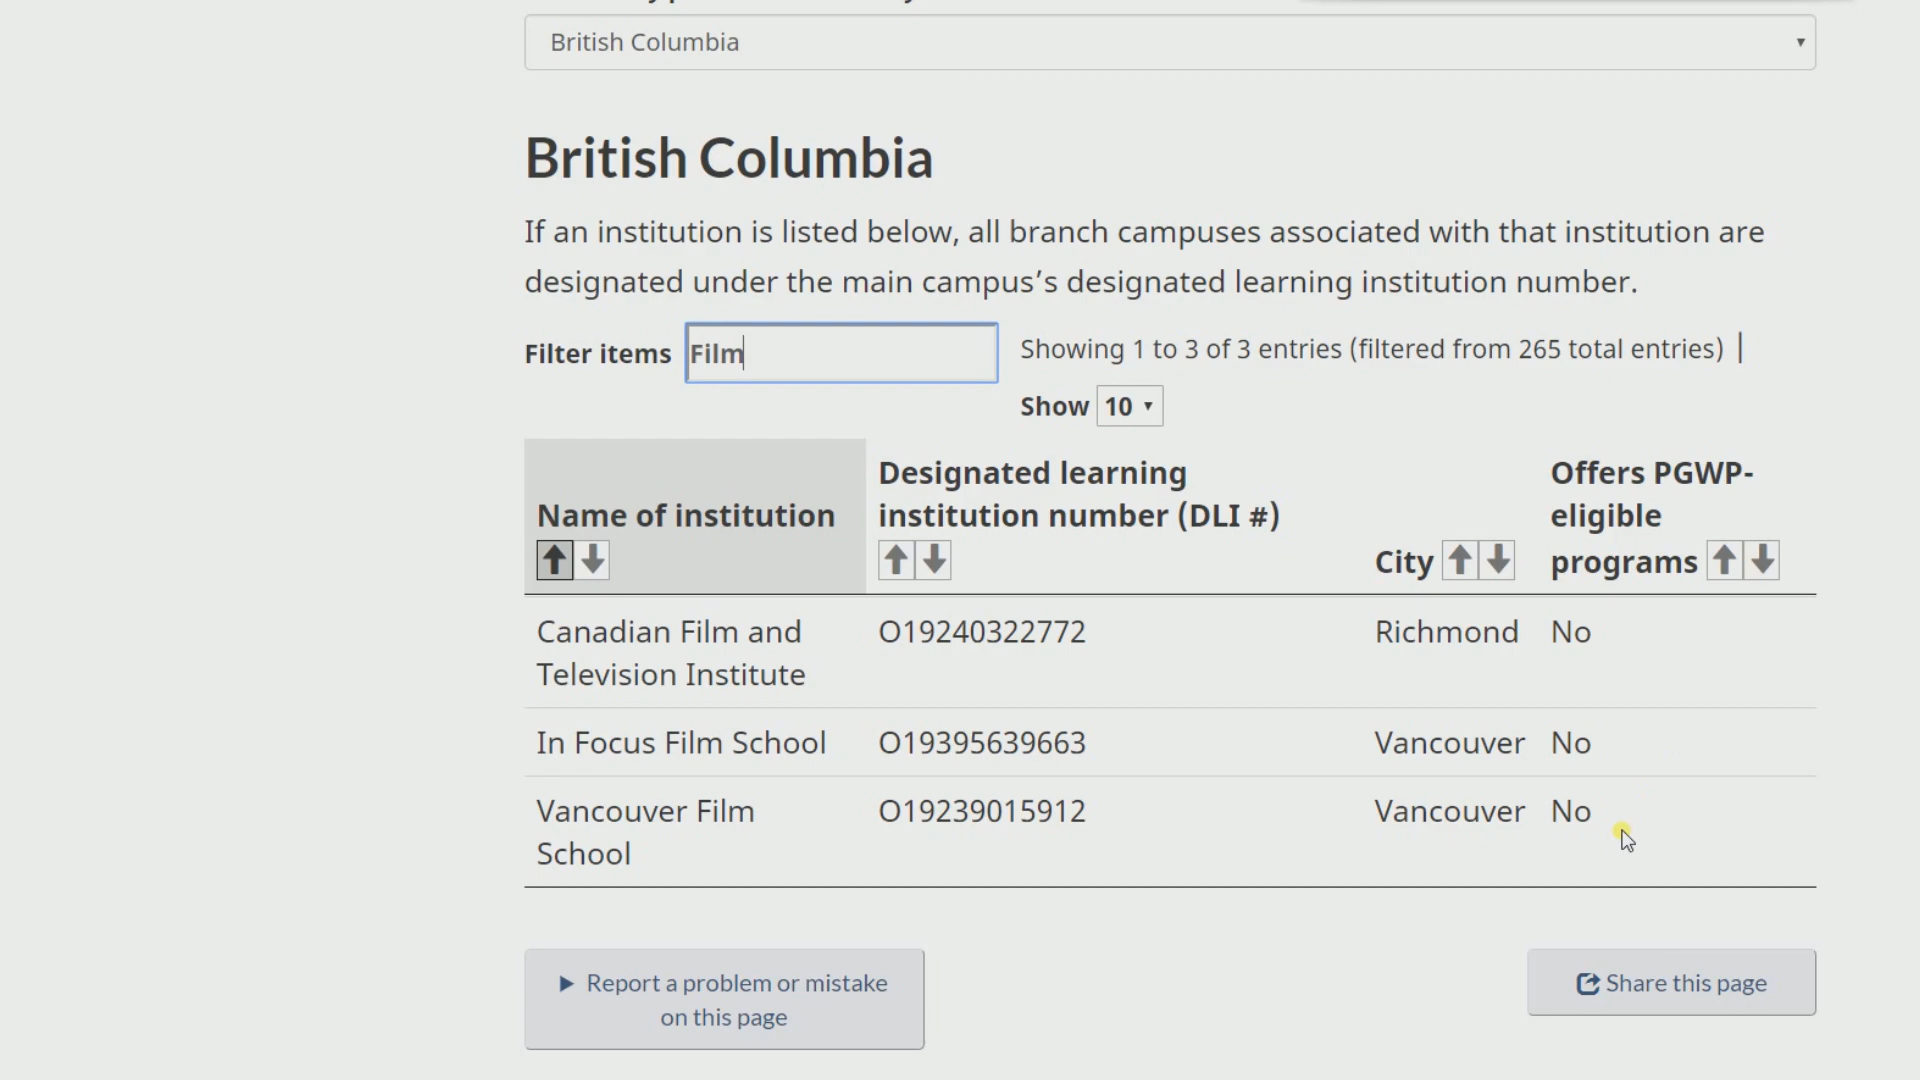 British Columbia
British Columbia
If an institution is listed below, all branch campuses associated with that institution are
designated under the main campus’s designated learning institution number.
Filter items Film Showing 1 to 3 of 3 entries (filtered from 265 total entries) |
Show 10
Name of institution
Designated learning
institution number (DLI #)
City
Offers PGWP-
eligible
programs
Canadian Film and O19240322772 Richmond No
Television Institute
In Focus Film School O19395639663 Vancouver No
Vancouver Film O19239015912 Vancouver No
School
Report a problem or mistake
on this page
Share this page